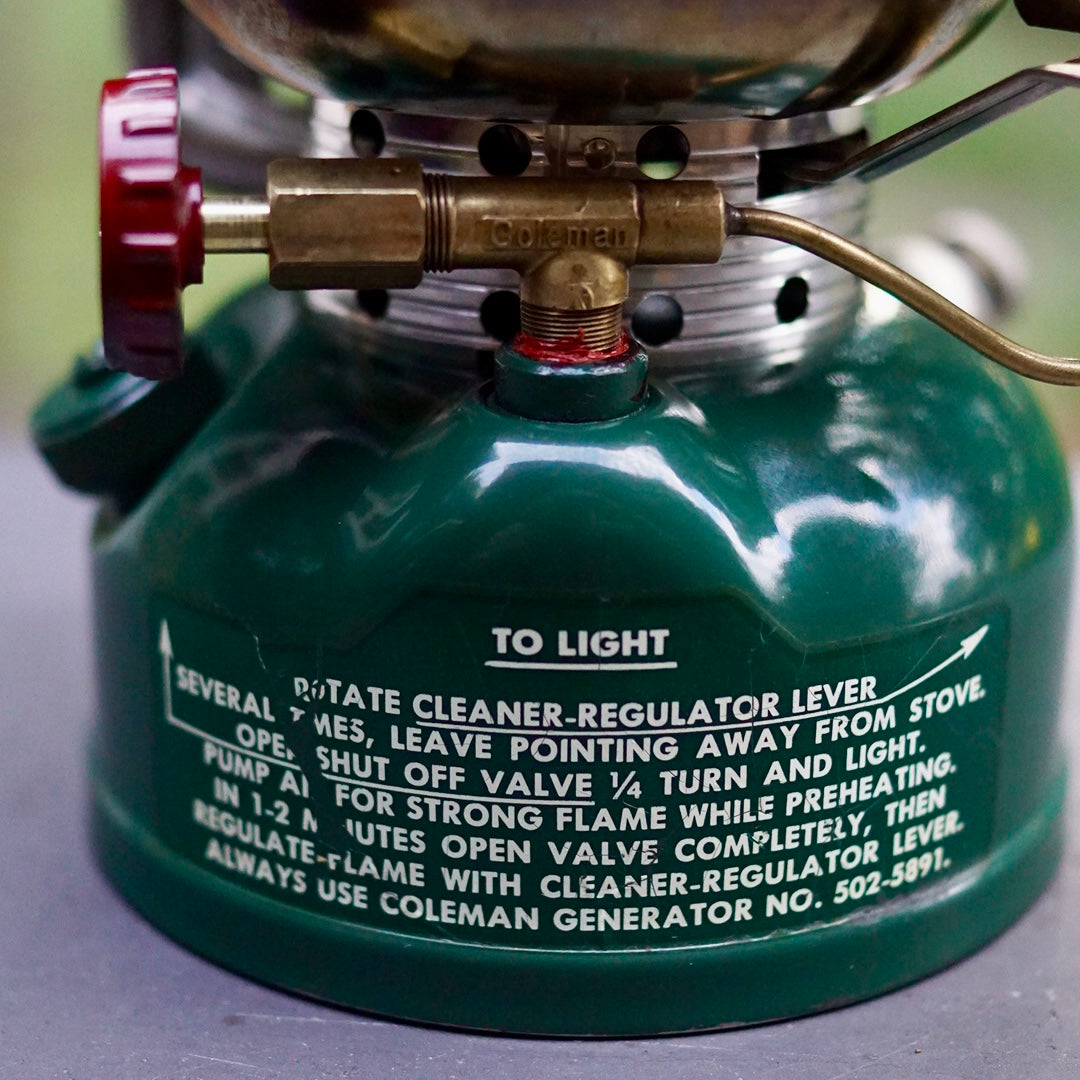 Coleman
TO LIGHT
ROTATE CLEANER-REGULATOR LEVER
SEVERAL TIMES, LEAVE POINTING AWAY FROM STOVE.
OPEN SHUT OFF VALVE ¼ TURN AND LIGHT.
PUMP FOR STRONG FLAME WHILE PREHEATING.
IN 1-2 MINUTES OPEN VALVE COMPLETELY, THEN
REGULATE FLAME WITH CLEANER-REGULATOR LEVER.
ALWAYS USE COLEMAN GENERATOR NO. 502-5891.